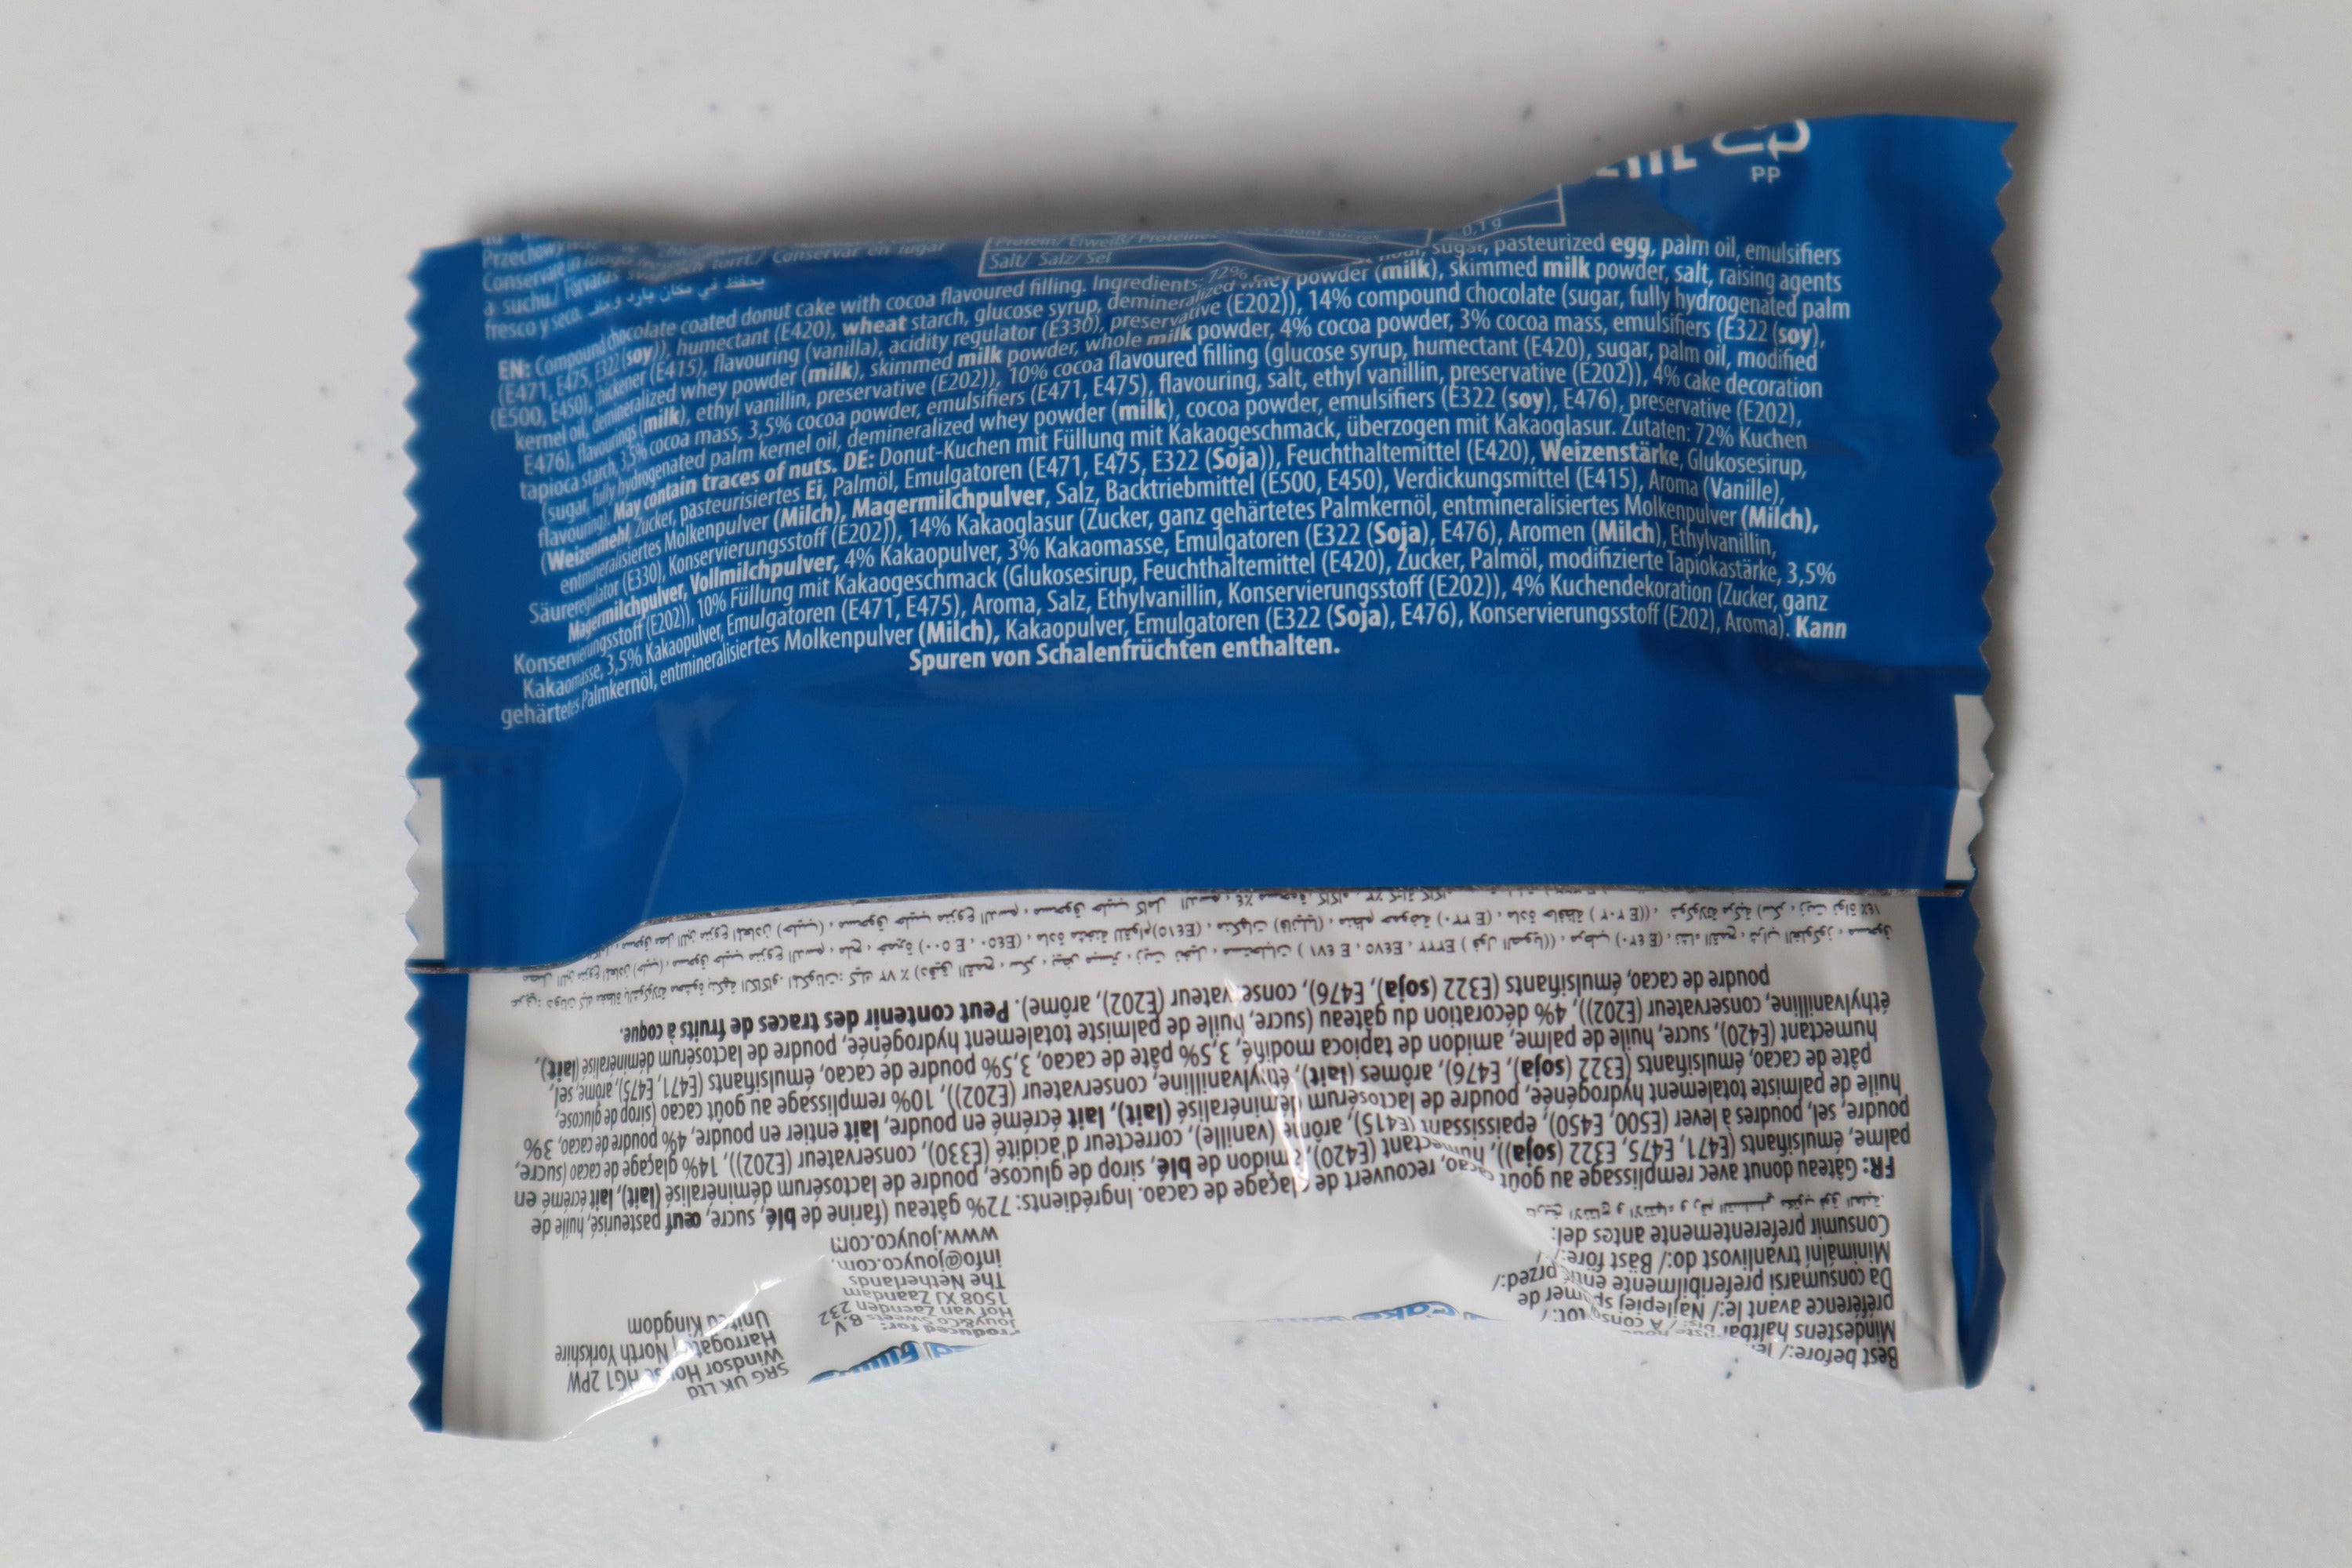 PP
0,1 g
Salt/ Salz/ Sel
Conservare in luogo
a suchu./ Förvaras torrt./ Conservar en lugar
fresco y seco. يحفظ في مكان بارد و جاف
EN: Compound chocolate coated donut cake with cocoa flavoured filling. Ingredients: 72% sugar, pasteurized egg, palm oil, emulsifiers
(E471, E475, E322 (soy)), humectant (E420), wheat starch, glucose syrup, demineralized whey powder (milk), skimmed milk powder, salt, raising agents
(E500, E450), thickener (E415), flavouring (vanilla), acidity regulator (E330), preservative (E202)), 14% compound chocolate (sugar, fully hydrogenated palm
kernel oil, demineralized whey powder (milk), skimmed milk powder, whole milk powder, 4% cocoa powder, 3% cocoa mass, emulsifiers (E322 (soy),
E476), flavourings (milk), ethyl vanillin, preservative (E202)), 10% cocoa flavoured filling (glucose syrup, humectant (E420), sugar, palm oil, modified
tapioca starch, 3,5% cocoa mass, 3,5% cocoa powder, emulsifiers (E471, E475), flavouring, salt, ethyl vanillin, preservative (E202)), 4% cake decoration
(sugar, fully hydrogenated palm kernel oil, demineralized whey powder (milk), cocoa powder, emulsifiers (E322 (soy), E476), preservative (E202),
flavouring). May contain traces of nuts. DE: Donut-Kuchen mit Füllung mit Kakaogeschmack, überzogen mit Kakaoglasur. Zutaten: 72% Kuchen
(Weizenmehl, Zucker, pasteurisiertes Ei, Palmöl, Emulgatoren (E471, E475, E322 (Soja)), Feuchthaltemittel (E420), Weizenstärke, Glukosesirup,
entmineralisiertes Molkenpulver (Milch), Magermilchpulver, Salz, Backtriebmittel (E500, E450), Verdickungsmittel (E415), Aroma (Vanille),
Säureregulator (E330), Konservierungsstoff (E202)), 14% Kakaoglasur (Zucker, ganz gehärtetes Palmkernöl, entmineralisiertes Molkenpulver (Milch),
Magermilchpulver, Vollmilchpulver, 4% Kakaopulver, 3% Kakaomasse, Emulgatoren (E322 (Soja), E476), Aromen (Milch), Ethylvanillin,
Konservierungsstoff (E202)), 10% Füllung mit Kakaogeschmack (Glukosesirup, Feuchthaltemittel (E420), Zucker, Palmöl, modifizierte Tapiokastärke, 3,5%
Kakaomasse, 3,5% Kakaopulver, Emulgatoren (E471, E475), Aroma, Salz, Ethylvanillin, Konservierungsstoff (E202)), 4% Kuchendekoration (Zucker, ganz
gehärtetes Palmkernöl, entmineralisiertes Molkenpulver (Milch), Kakaopulver, Emulgatoren (E322 (Soja), E476), Konservierungsstoff (E202), Aroma). Kann
Spuren von Schalenfrüchten enthalten.
Best before:/
Mindestens haltbar
préférence avant le:/ Najlepiej
Da consumarsi preferibilmente entro przed:/
Minimální trvanlivost do:/ Bäst före:/
Consumir preferentemente antes del:
SRG UK Ltd
Windsor House HG1 2PW
Harrogate North Yorkshire
United Kingdom
Produced for:
Jouy&Co Sweets B.V.
Hof van Zaenden 232
1508 XJ Zaandam
The Netherlands
info@jouyco.com
www.jouyco.com
FR: Gâteau donut avec remplissage au goût cacao, recouvert de glaçage de cacao. Ingrédients: 72% gâteau (farine de blé, sucre, œuf pasteurisé, huile de
palme, émulsifiants (E471, E475, E322 (soja)), humectant (E420), amidon de blé, sirop de glucose, poudre de lactosérum déminéralisé (lait), lait écrémé en
poudre, sel, poudres à lever (E500, E450), épaississant (E415), arôme (vanille), correcteur d'acidité (E330), conservateur (E202)), 14% glaçage de cacao (sucre,
huile de palmiste totalement hydrogénée, poudre de lactosérum déminéralisé (lait), lait écrémé en poudre, lait entier en poudre, 4% poudre de cacao, 3%
pâte de cacao, émulsifiants (E322 (soja), E476), arômes (lait), éthylvanilline, conservateur (E202)), 10% remplissage au goût cacao (sirop de glucose,
humectant (E420), sucre, huile de palme, amidon de tapioca modifié, 3,5% pâte de cacao, 3,5% poudre de cacao, émulsifiants (E471, E475), arôme, sel,
éthylvanilline, conservateur (E202)), 4% décoration du gâteau (sucre, huile de palmiste totalement hydrogénée, poudre de lactosérum déminéralisé (lait),
poudre de cacao, émulsifiants (E322 (soja), E476), conservateur (E202), arôme). Peut contenir des traces de fruits à coque.